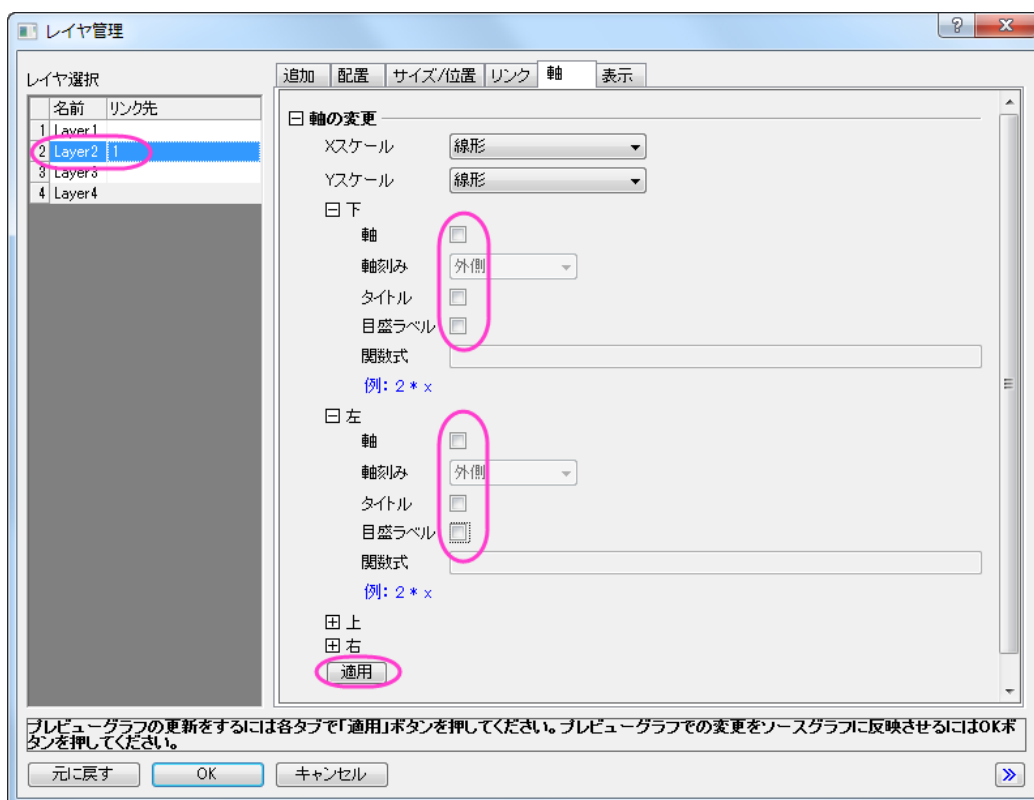 レイヤ管理
レイヤ選択
名前 リンク先
1 Layer1
2 Layer2 1
3 Layer3
4 Layer4
追加 配置 サイズ/位置 リンク 軸 表示
軸の変更
Xスケール 線形
Yスケール 線形
下
軸
軸刻み 外側
タイトル
目盛ラベル
関数式
例: 2 * x
左
軸
軸刻み 外側
タイトル
目盛ラベル
関数式
例: 2 * x
上
右
適用
プレビューグラフの更新をするには各タブで「適用」ボタンを押してください。プレビューグラフでの変更をソースグラフに反映させるにはOKボ
タンを押してください。
元に戻す OK キャンセル